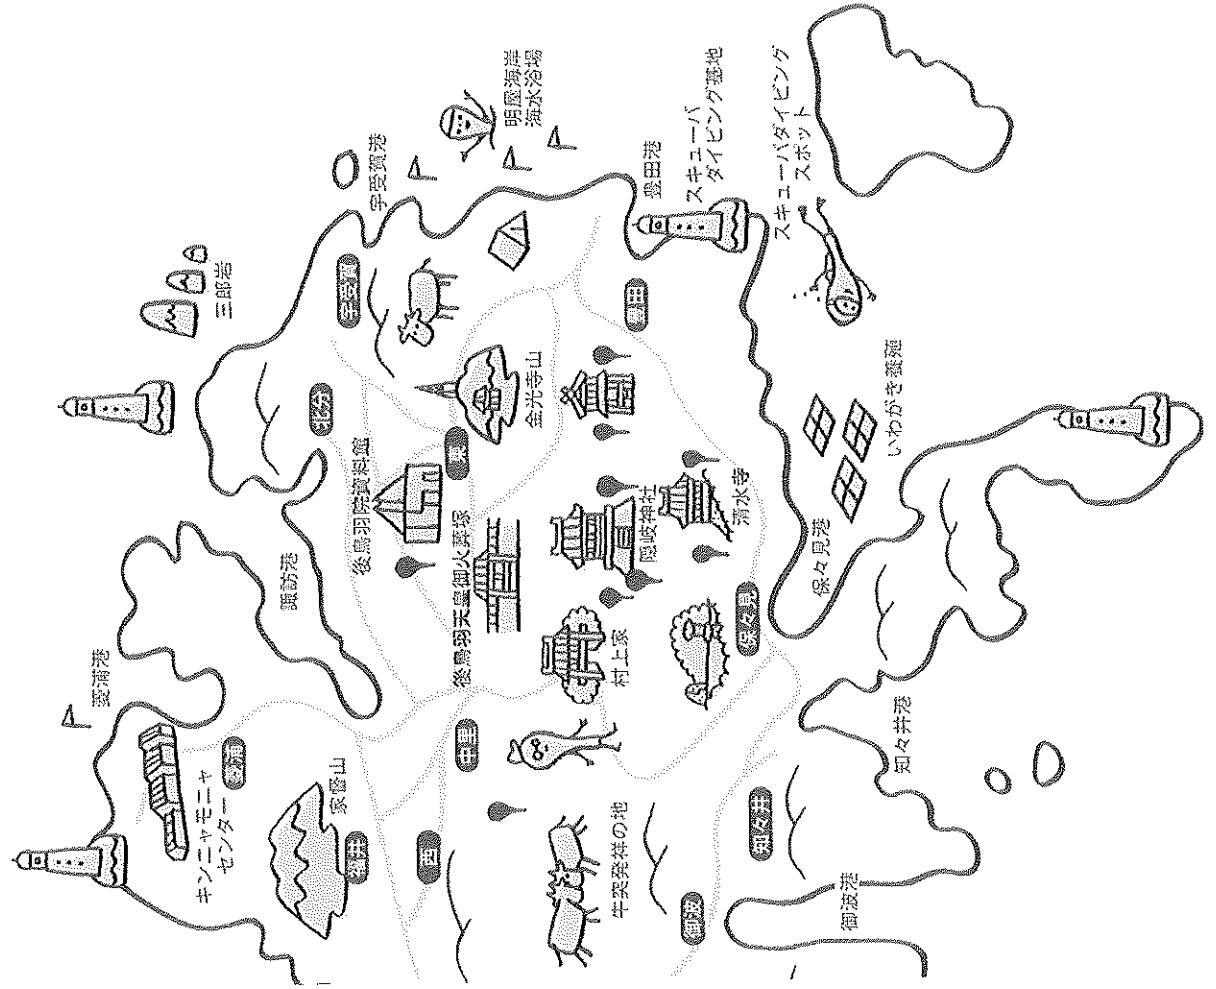 菱浦港
キンニャモニャ
センター
菱浦
三郎岩
諏訪港
北分
家督山
宇受賀
福井
後鳥羽院資料館
宇受賀港
西
東
後鳥羽天皇御火葬塚
中里
明屋海岸
海水浴場
金光寺山
牛突発祥の地
村上家
豊田
隠岐神社
豊田港
御波
スキューバ
ダイビング基地
清水寺
保々見
知々井
スキューバダイビング
スポット
保々見港
御波港
いわがき養殖
知々井港